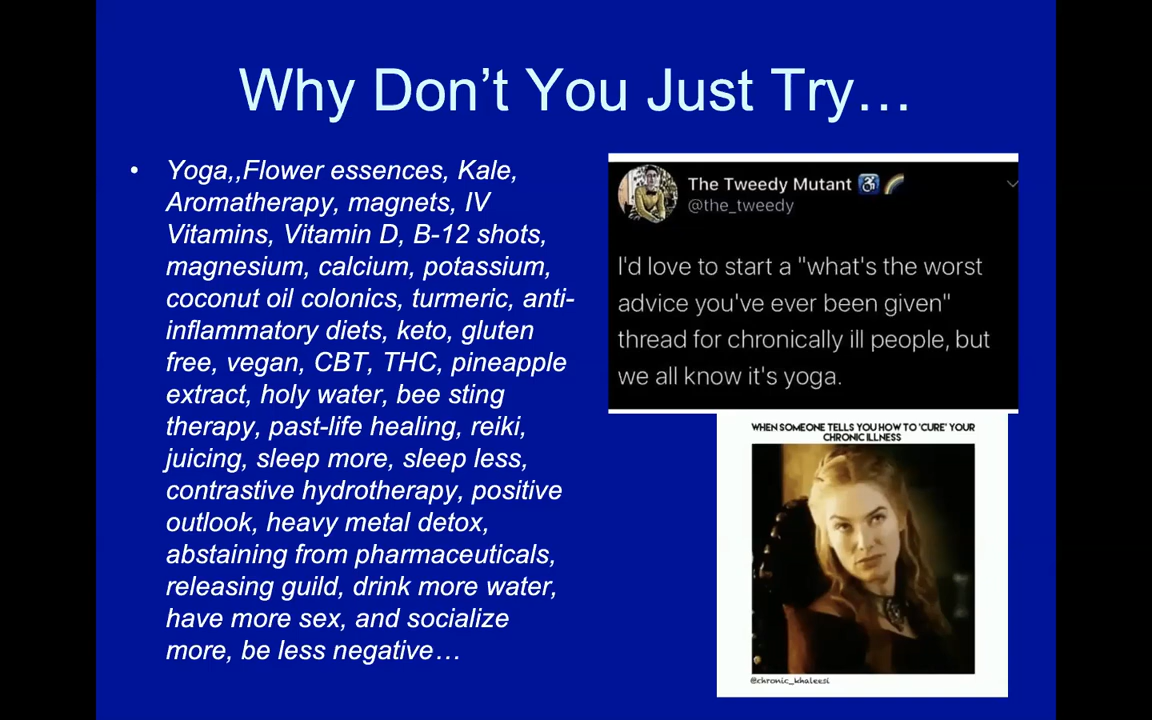 Why Don’t You Just Try…
• Yoga,,Flower essences, Kale,
Aromatherapy, magnets, IV
Vitamins, Vitamin D, B-12 shots,
magnesium, calcium, potassium,
coconut oil colonics, turmeric, anti-
inflammatory diets, keto, gluten
free, vegan, CBT, THC, pineapple
extract, holy water, bee sting
therapy, past-life healing, reiki,
juicing, sleep more, sleep less,
contrastive hydrotherapy, positive
outlook, heavy metal detox,
abstaining from pharmaceuticals,
releasing guild, drink more water,
have more sex, and socialize
more, be less negative…
The Tweedy Mutant ♿🌈
@the_tweedy
I'd love to start a "what's the worst
advice you've ever been given"
thread for chronically ill people, but
we all know it's yoga.
WHEN SOMEONE TELLS YOU HOW TO 'CURE' YOUR
CHRONIC ILLNESS
@chronic_khaleesi